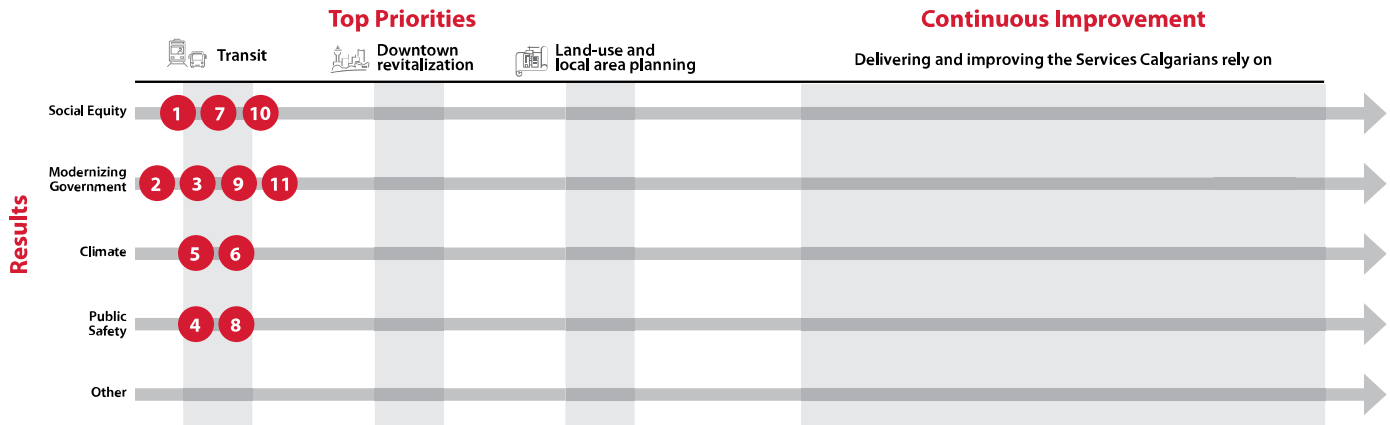 Top Priorities
Continuous Improvement
Transit
Downtown
revitalization
Land-use and
local area planning
Delivering and improving the Services Calgarians rely on
Results
Social Equity
1 7 10
Modernizing
Government
2 3 9 11
Climate
5 6
Public
Safety
4 8
Other